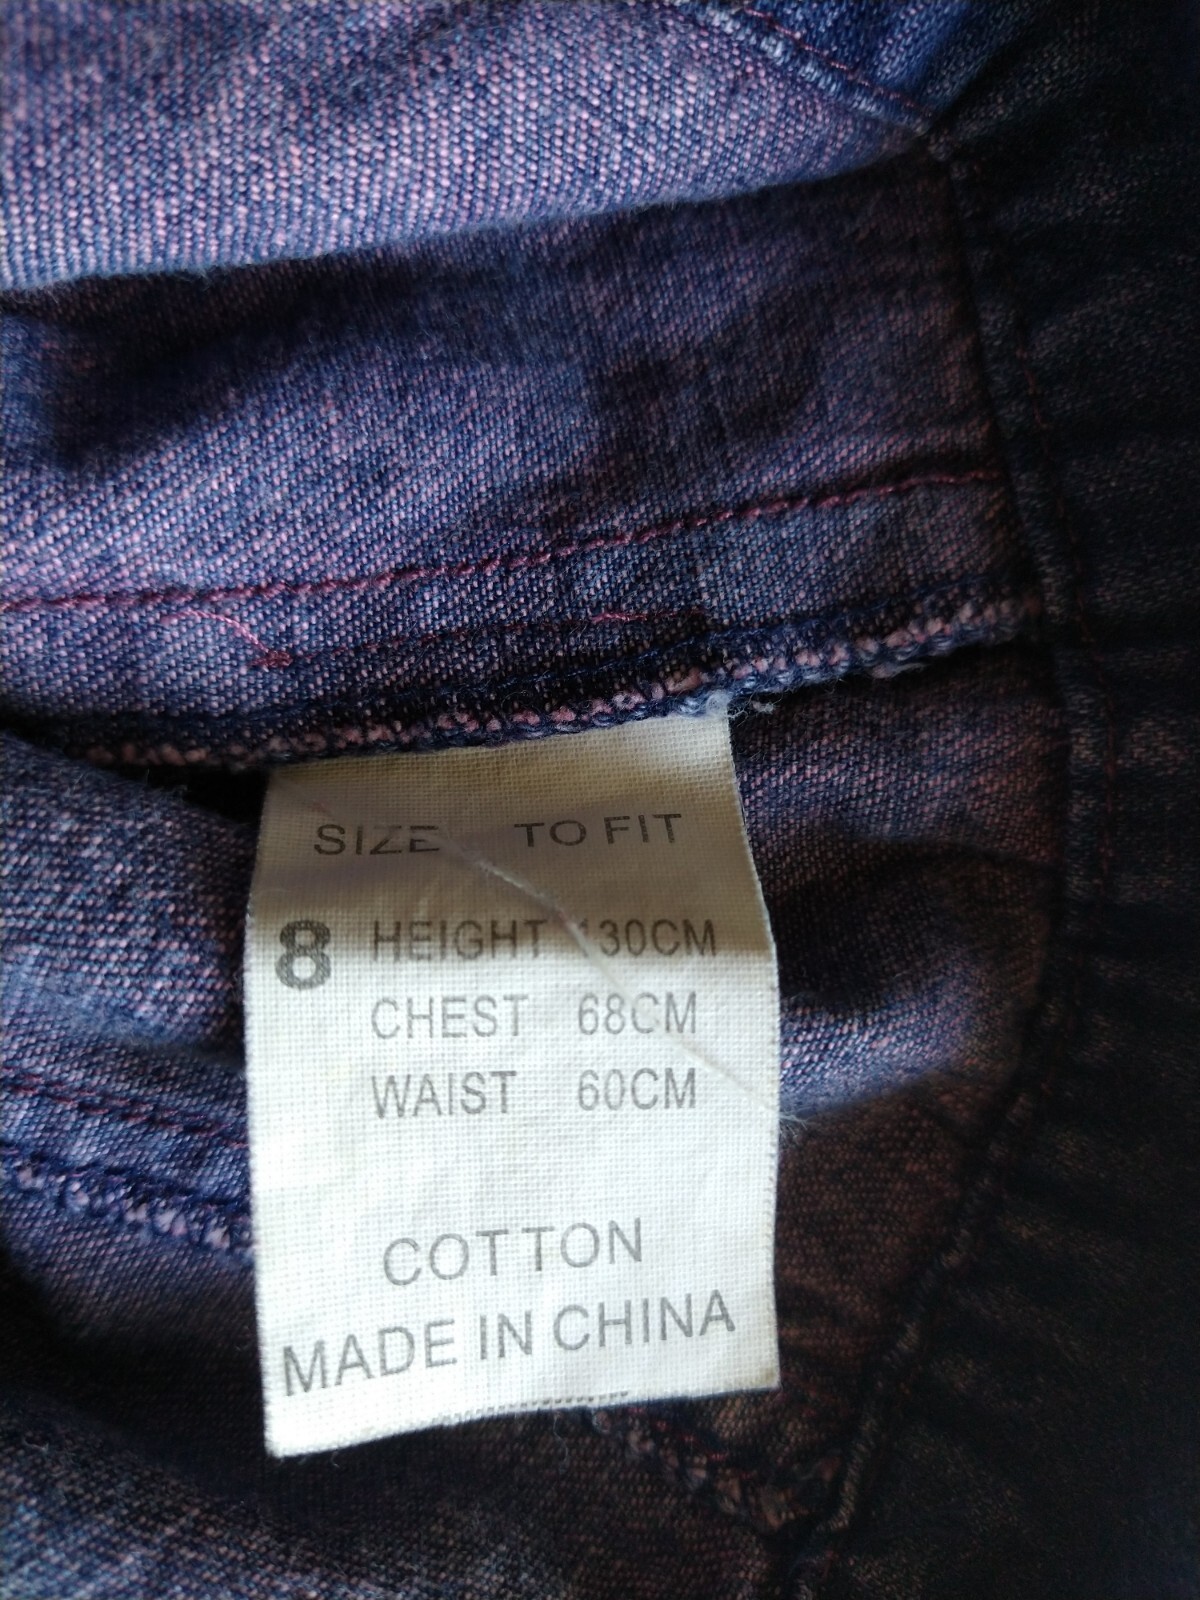 SIZE TO FIT
8 HEIGHT 130CM
CHEST 68CM
WAIST 60CM
COTTON
MADE IN CHINA